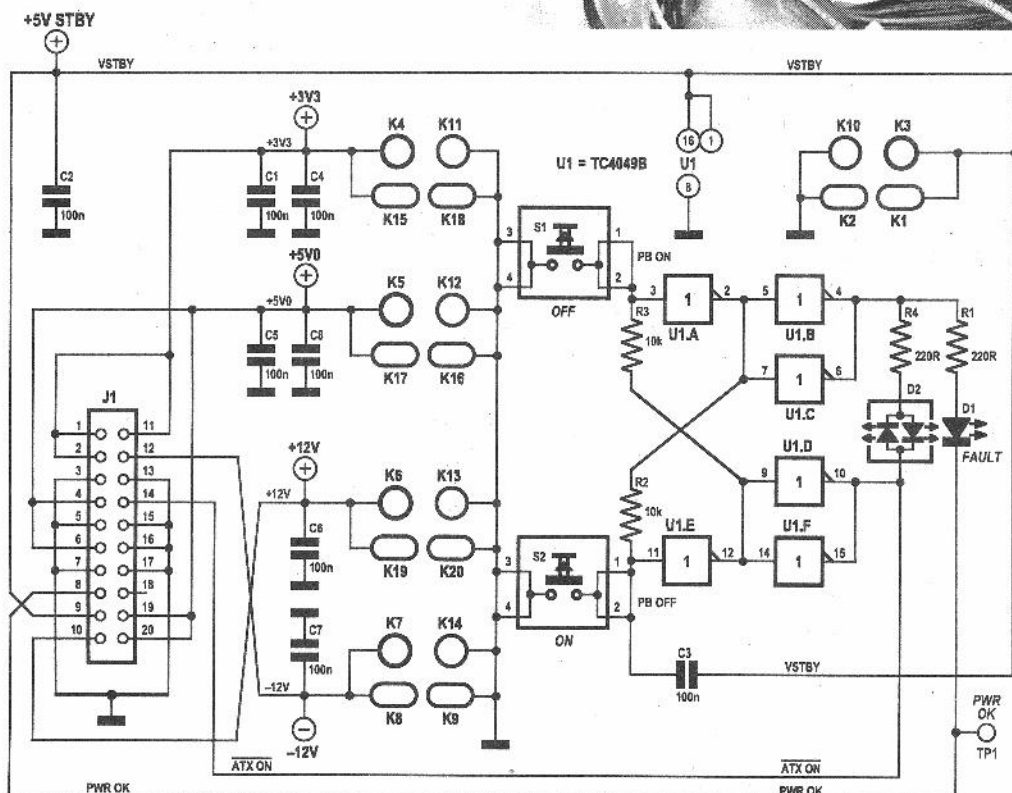 +5V STBY
VSTBY
VSTBY
+3V3
+3V3
K4
K11
K15
K18
C2
100n
C1
100n
C4
100n
U1 = TC4049B
16
1
U1
8
K10
K3
K2
K1
S1
3
4
1
2
OFF
PB ON
+5V0
+5V0
K5
K12
K17
K16
C5
100n
C8
100n
R3
10k
3
1
2
U1.A
5
1
4
U1.B
7
1
6
U1.C
R4
220R
R1
220R
D2
D1
FAULT
J1
1
11
2
12
3
13
4
14
5
15
6
16
7
17
8
18
9
19
10
20
+12V
+12V
K6
K13
K19
K20
C6
100n
C7
100n
K7
K14
K8
K9
-12V
–12V
R2
10k
9
1
10
U1.D
11
1
12
U1.E
14
1
15
U1.F
S2
3
4
1
2
ON
PB OFF
C3
100n
VSTBY
PWR
OK
TP1
ATX ON
ATX ON
PWR OK
PWR OK